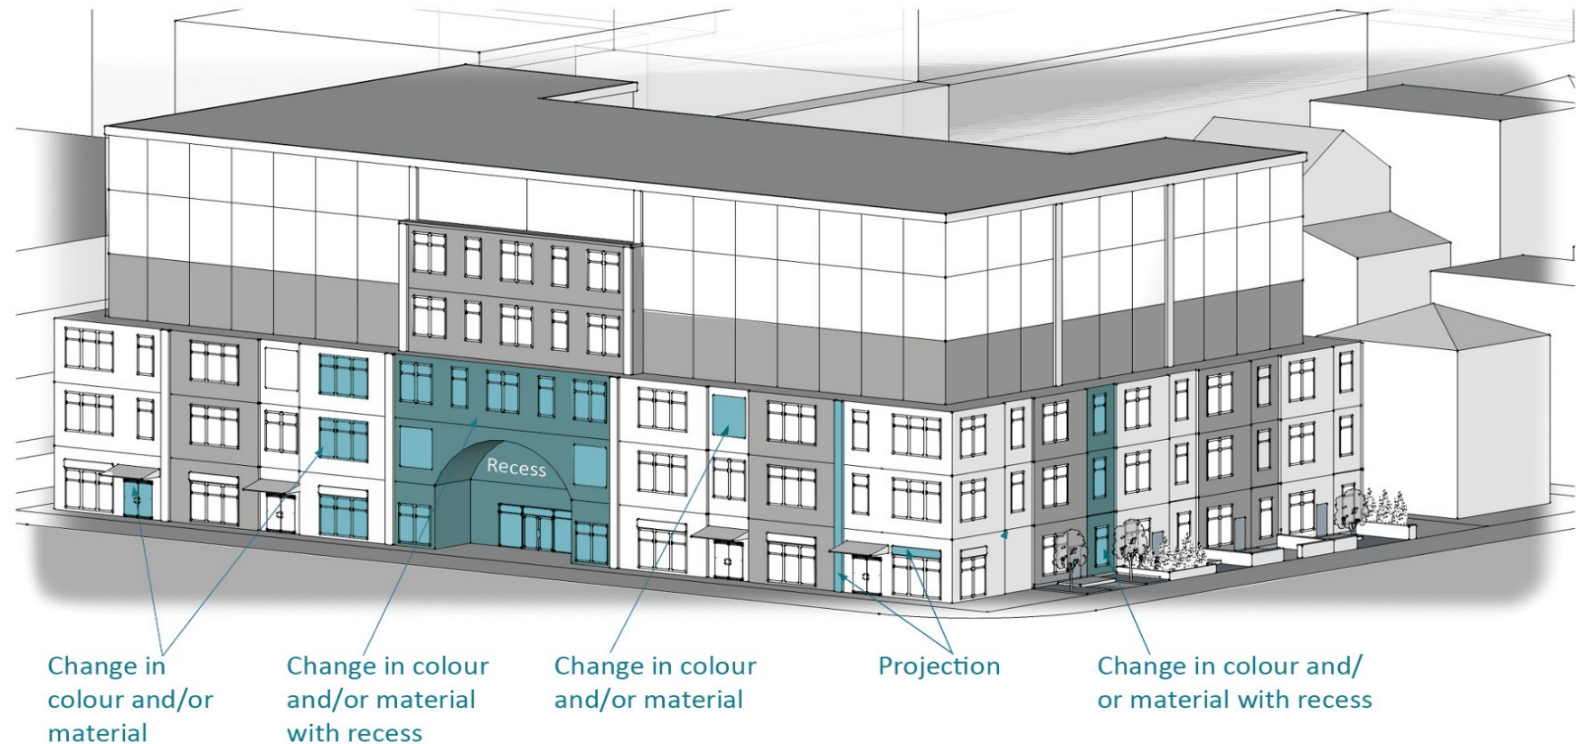 Recess
Change in
colour and/or
material
Change in colour
and/or material
with recess
Change in colour
and/or material
Projection
Change in colour and/
or material with recess